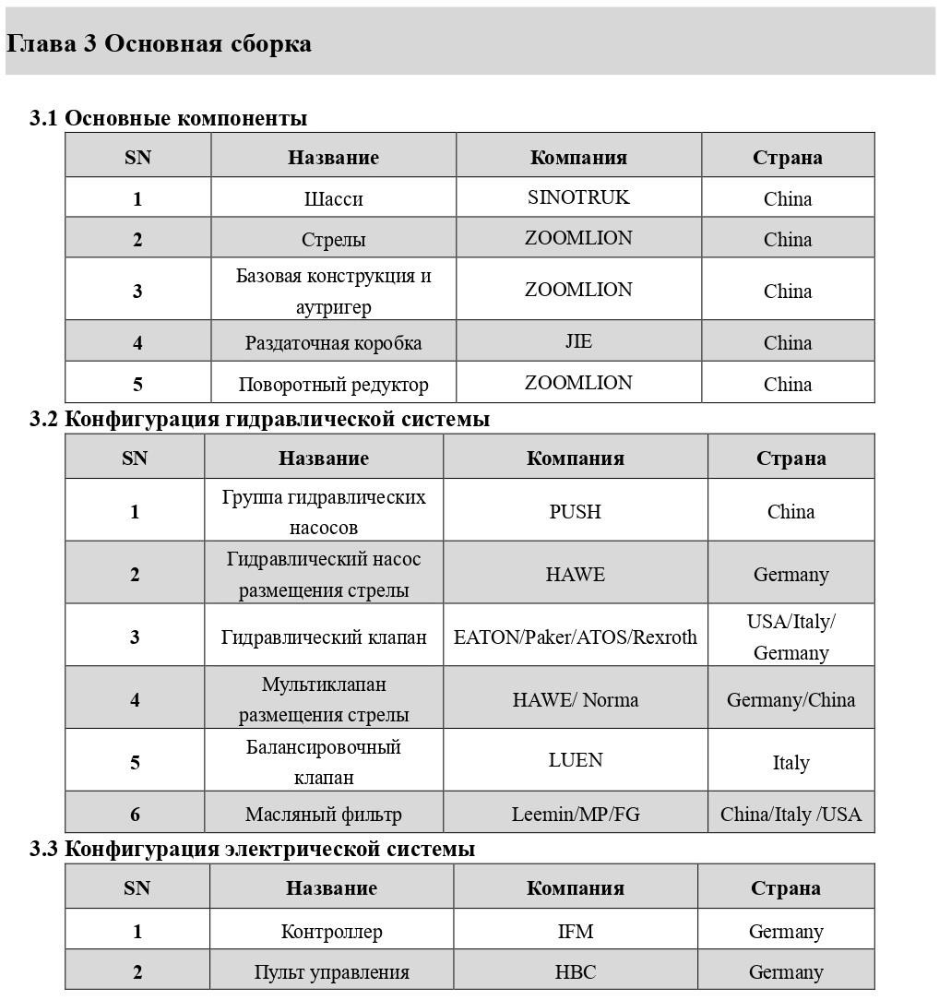 Глава 3 Основная сборка
3.1 Основные компоненты
SN Название Компания Страна
1 Шасси SINOTRUK China
2 Стрелы ZOOMLION China
3 Базовая конструкция и аутригер ZOOMLION China
4 Раздаточная коробка JIE China
5 Поворотный редуктор ZOOMLION China
3.2 Конфигурация гидравлической системы
SN Название Компания Страна
1 Группа гидравлических насосов PUSH China
2 Гидравлический насос размещения стрелы HAWE Germany
3 Гидравлический клапан EATON/Paker/ATOS/Rexroth USA/Italy/ Germany
4 Мультиклапан размещения стрелы HAWE/ Norma Germany/China
5 Балансировочный клапан LUEN Italy
6 Масляный фильтр Leemin/MP/FG China/Italy /USA
3.3 Конфигурация электрической системы
SN Название Компания Страна
1 Контроллер IFM Germany
2 Пульт управления HBC Germany